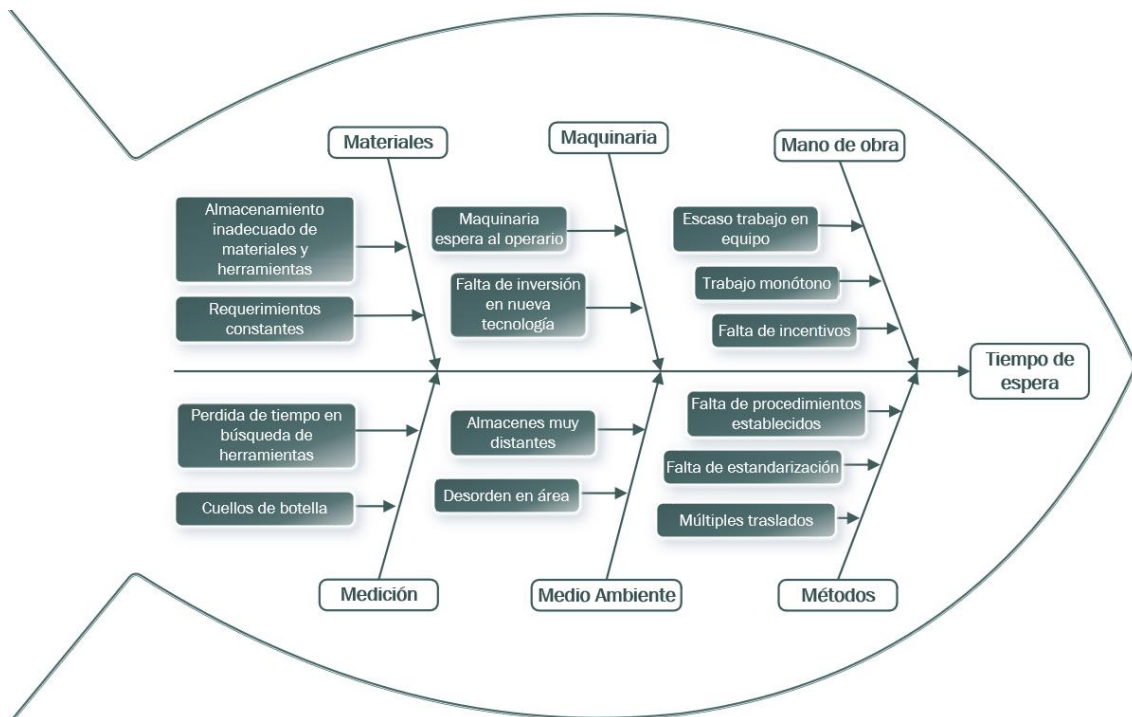 Materiales
Maquinaria
Mano de obra
Almacenamiento
inadecuado de
materiales y
herramientas
Requerimientos
constantes
Maquinaria
espera al operario
Falta de inversión
en nueva
tecnología
Escaso trabajo en
equipo
Trabajo monótono
Falta de incentivos
Tiempo de
espera
Perdida de tiempo en
búsqueda de
herramientas
Cuellos de botella
Almacenes muy
distantes
Desorden en área
Falta de procedimientos
establecidos
Falta de estandarización
Múltiples traslados
Medición
Medio Ambiente
Métodos